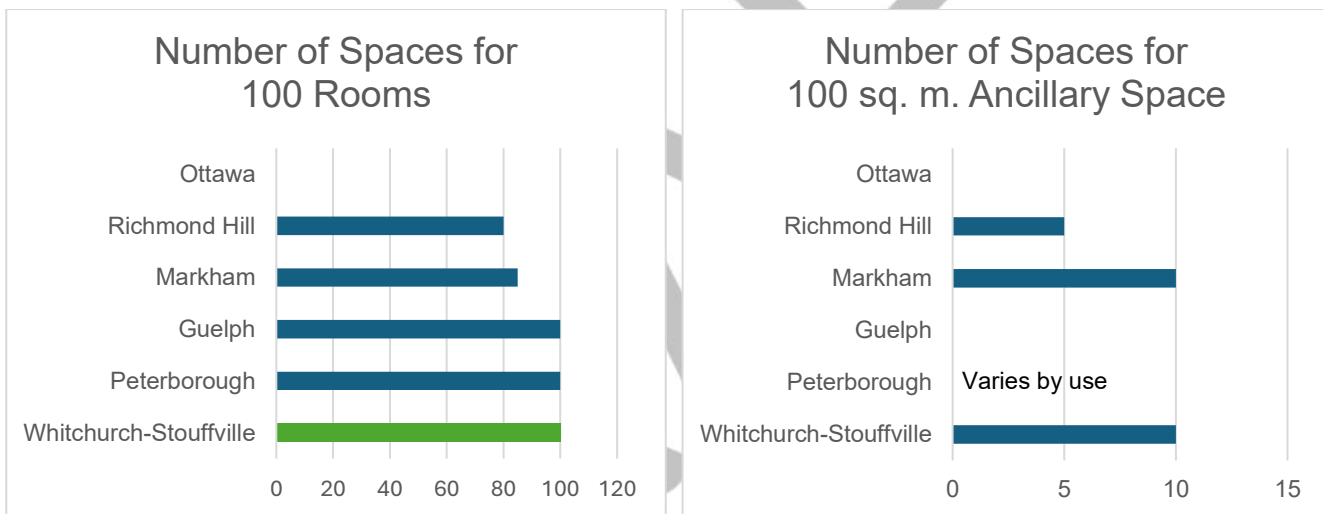 Number of Spaces for
100 Rooms
Ottawa
Richmond Hill
Markham
Guelph
Peterborough
Whitchurch-Stouffville
0 20 40 60 80 100 120
Number of Spaces for
100 sq. m. Ancillary Space
Ottawa
Richmond Hill
Markham
Guelph
Peterborough Varies by use
Whitchurch-Stouffville
0 5 10 15